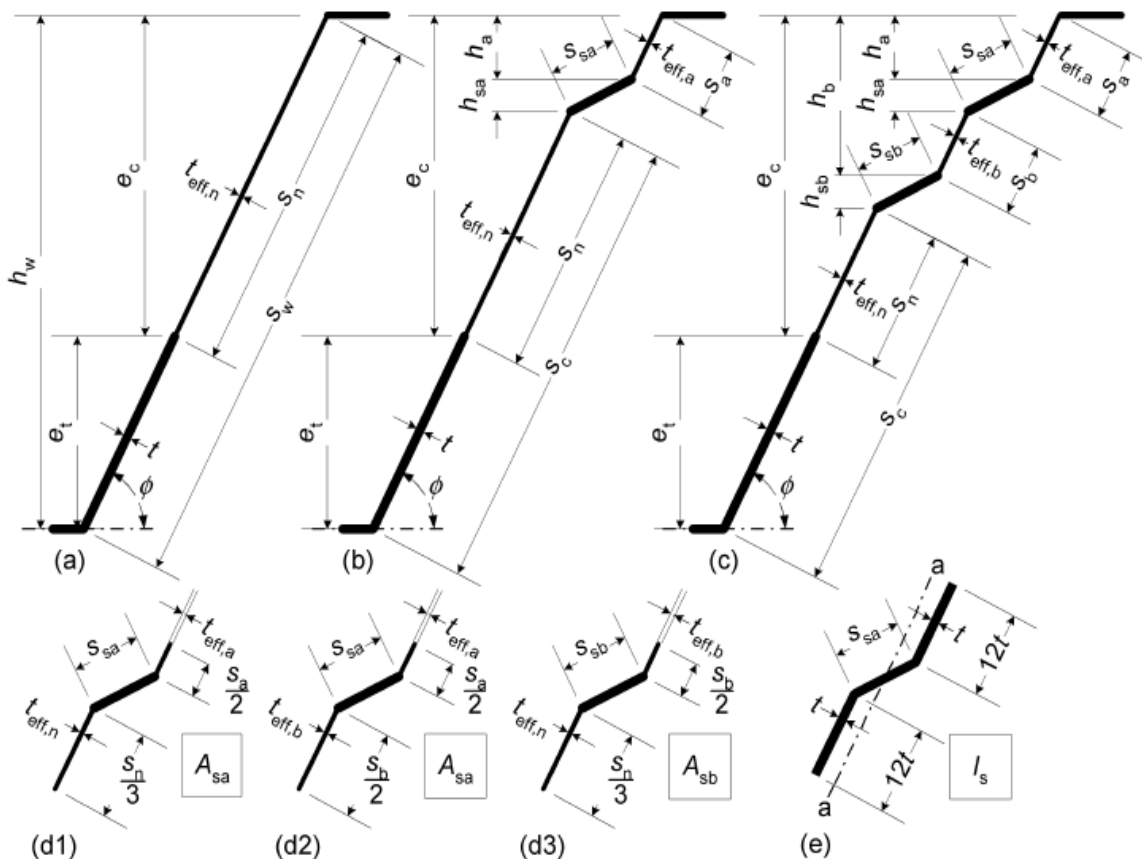 h_w
e_c
e_t
t_eff,n
s_n
s_w
t
ϕ
(a)
e_c
e_t
h_a
h_sa
s_sa
t_eff,a
s_a
t_eff,n
s_n
s_c
t
ϕ
(b)
e_c
e_t
h_a
h_b
h_sa
h_sb
s_sa
t_eff,a
s_a
s_sb
t_eff,b
s_b
t_eff,n
s_n
s_c
t
ϕ
(c)
s_sa
t_eff,a
s_a
2
t_eff,n
s_n
3
A_sa
(d1)
s_sa
t_eff,a
s_a
2
t_eff,b
s_b
2
A_sa
(d2)
s_sb
t_eff,b
s_b
2
t_eff,n
s_n
3
A_sb
(d3)
a
s_sa
t
12t
t
12t
a
I_s
(e)